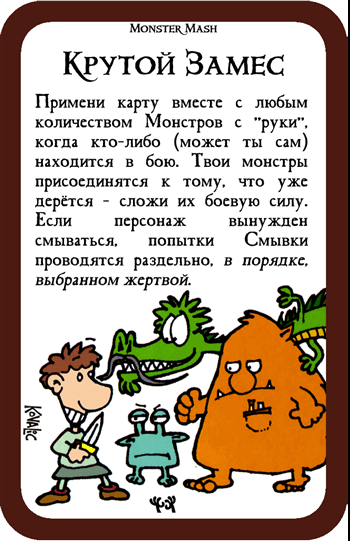 Monster Mash
Крутой Замес
Примени карту вместе с любым
количеством Монстров с ”руки”,
когда кто-либо (может ты сам)
находится в бою. Твои монстры
присоединятся к тому, что уже
дерётся - сложи их боевую силу.
Если персонаж вынужден
смываться, попытки Смывки
проводятся раздельно, в порядке,
выбранном жертвой.
Kovalic